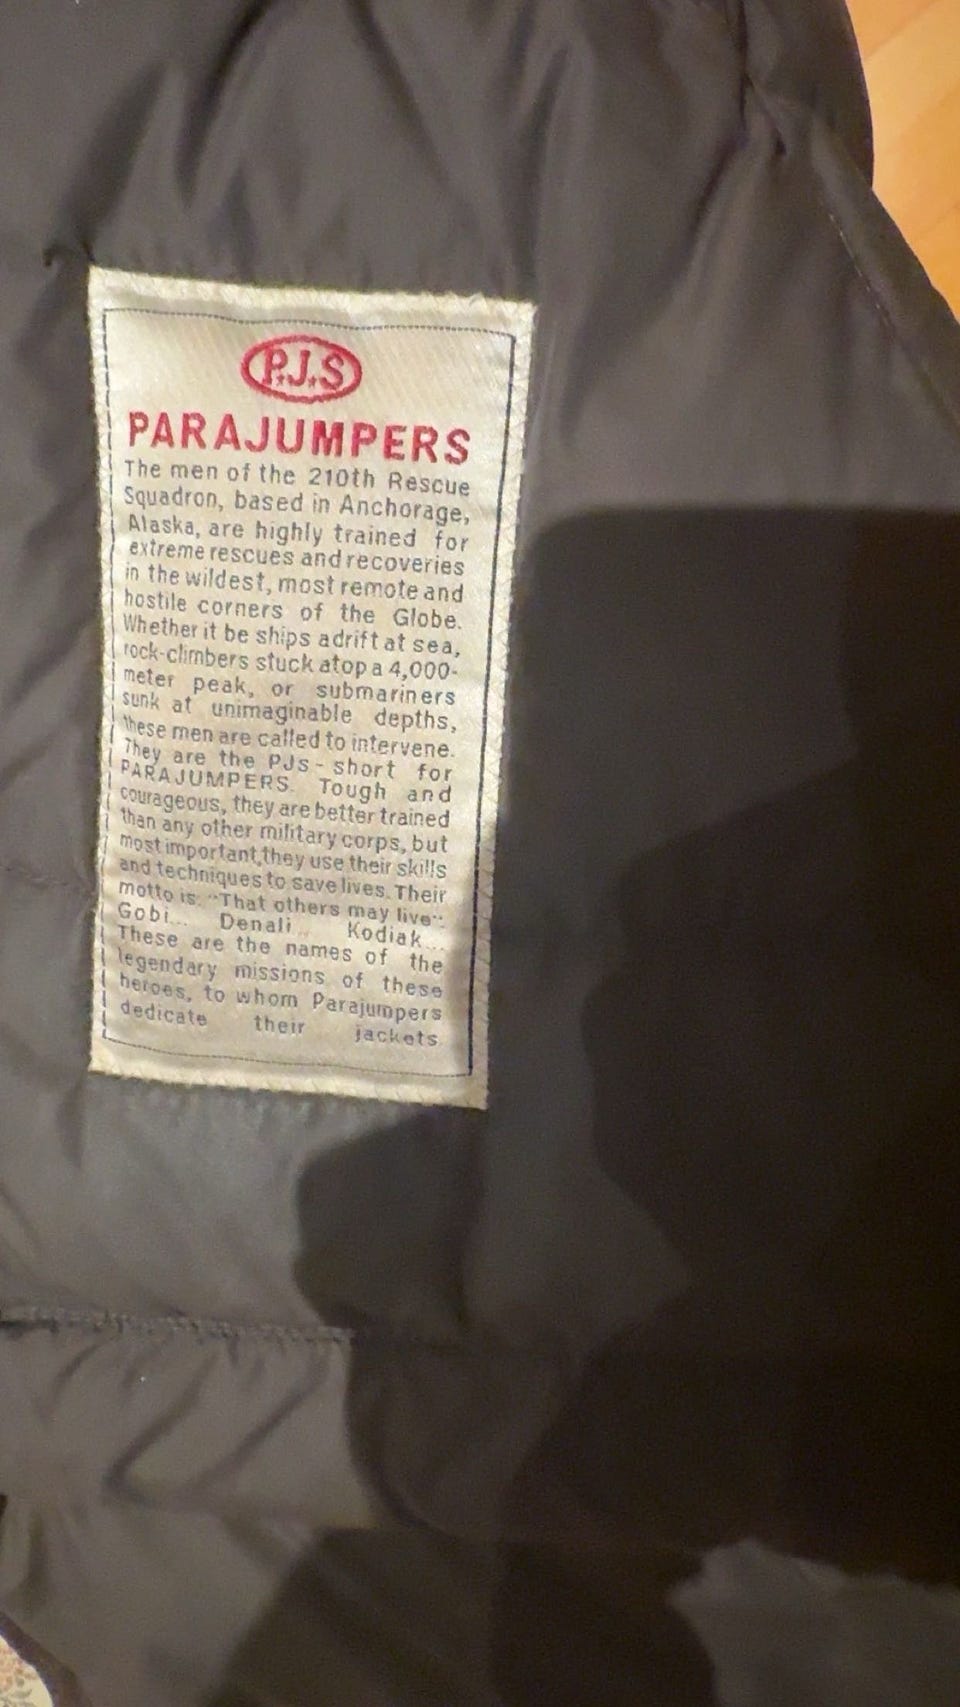 P.J.S
PARAJUMPERS
The men of the 210th Rescue
Squadron, based in Anchorage,
Alaska, are highly trained for
extreme rescues and recoveries
in the wildest, most remote and
hostile corners of the Globe.
Whether it be ships adrift at sea,
rock-climbers stuck atop a 4,000-
meter peak, or submariners
sunk at unimaginable depths,
these men are called to intervene.
They are the PJs - short for
PARAJUMPERS. Tough and
courageous, they are better trained
than any other military corps, but
most important, they use their skills
and techniques to save lives. Their
motto is: "That others may live":
Gobi... Denali... Kodiak...
These are the names of the
legendary missions of these
heroes, to whom Parajumpers
dedicate their jackets